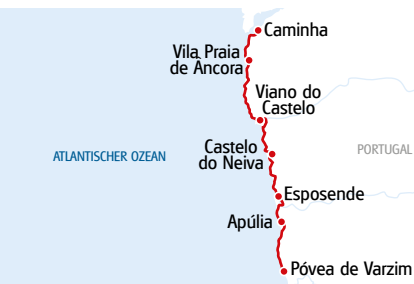 Caminha
Vila Praia
de Âncora
Viano do
Castelo
Castelo
do Neiva
ATLANTISCHER OZEAN
PORTUGAL
Esposende
Apúlia
Póvea de Varzim